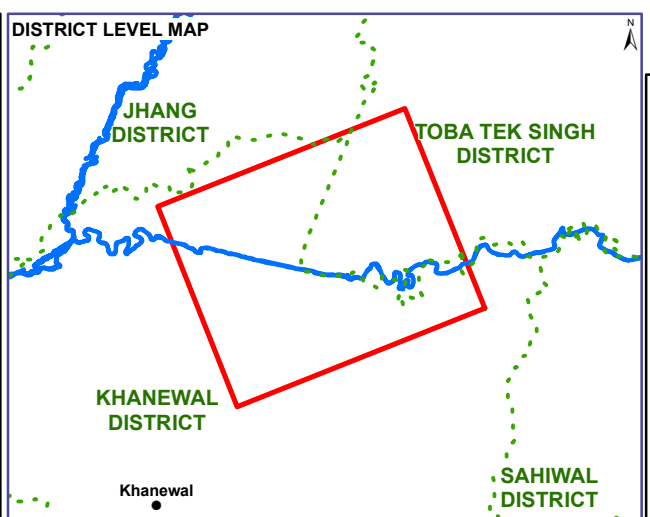 DISTRICT LEVEL MAP
N
JHANG
DISTRICT
TOBA TEK SINGH
DISTRICT
KHANEWAL
DISTRICT
Khanewal
SAHIWAL
DISTRICT